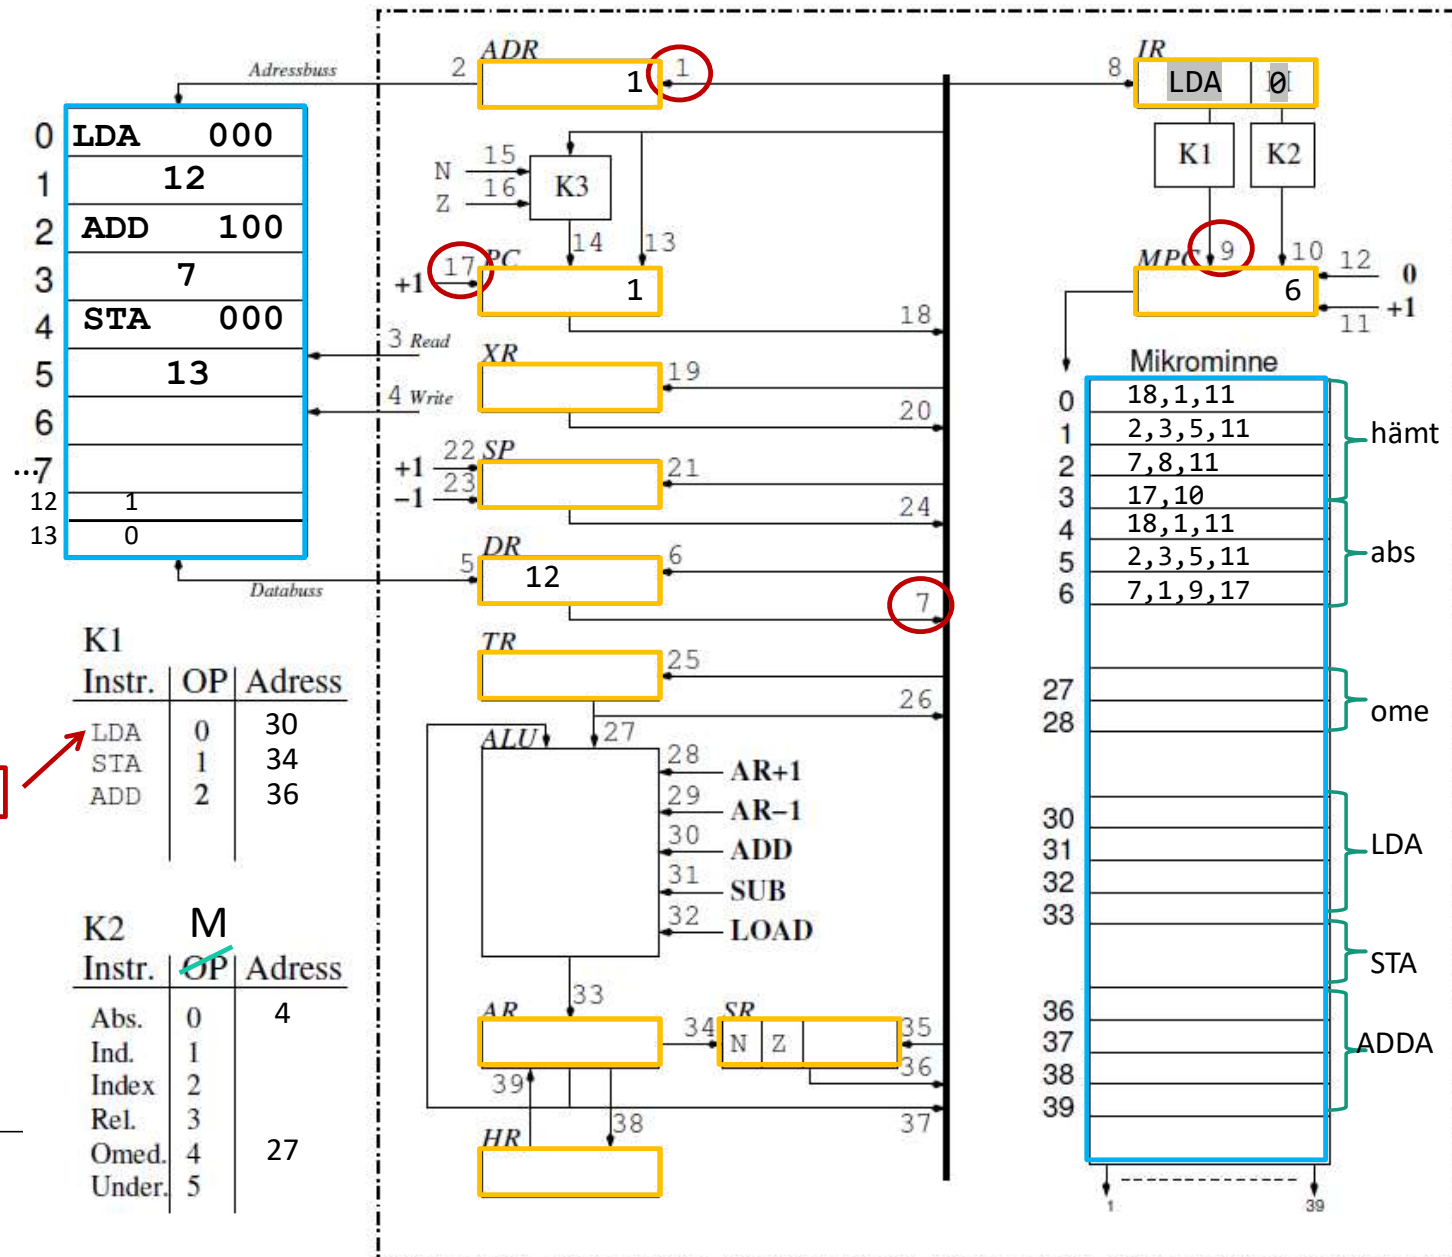 ADR
IR
Adressbuss
2
1
1
8
LDA 0
0 LDA 000
1 12
2 ADD 100
3 7
4 STA 000
5 13
6
...7
12 1
13 0
N 15
Z 16
K3
K1
K2
14
13
+1 17 PC
1
MPC 9
10
12 0
6
11 +1
18
3 Read
XR
19
4 Write
20
+1 22 SP
-1 23
21
24
DR
5
12
6
7
Databuss
TR
25
26
27
ALU
28 AR+1
29 AR−1
30 ADD
31 SUB
32 LOAD
33
AR
34
SR
N Z
35
36
37
39
38
HR
Mikrominne
0 18,1,11
1 2,3,5,11
2 7,8,11
3 17,10
hämt
4 18,1,11
5 2,3,5,11
6 7,1,9,17
abs
27
28
ome
30
31
32
33
LDA
STA
36
37
38
39
ADDA
1
39
K1
Instr. OP Adress
LDA 0 30
STA 1 34
ADD 2 36
K2 M
Instr. OP Adress
Abs. 0 4
Ind. 1
Index 2
Rel. 3
Omed. 4 27
Under. 5